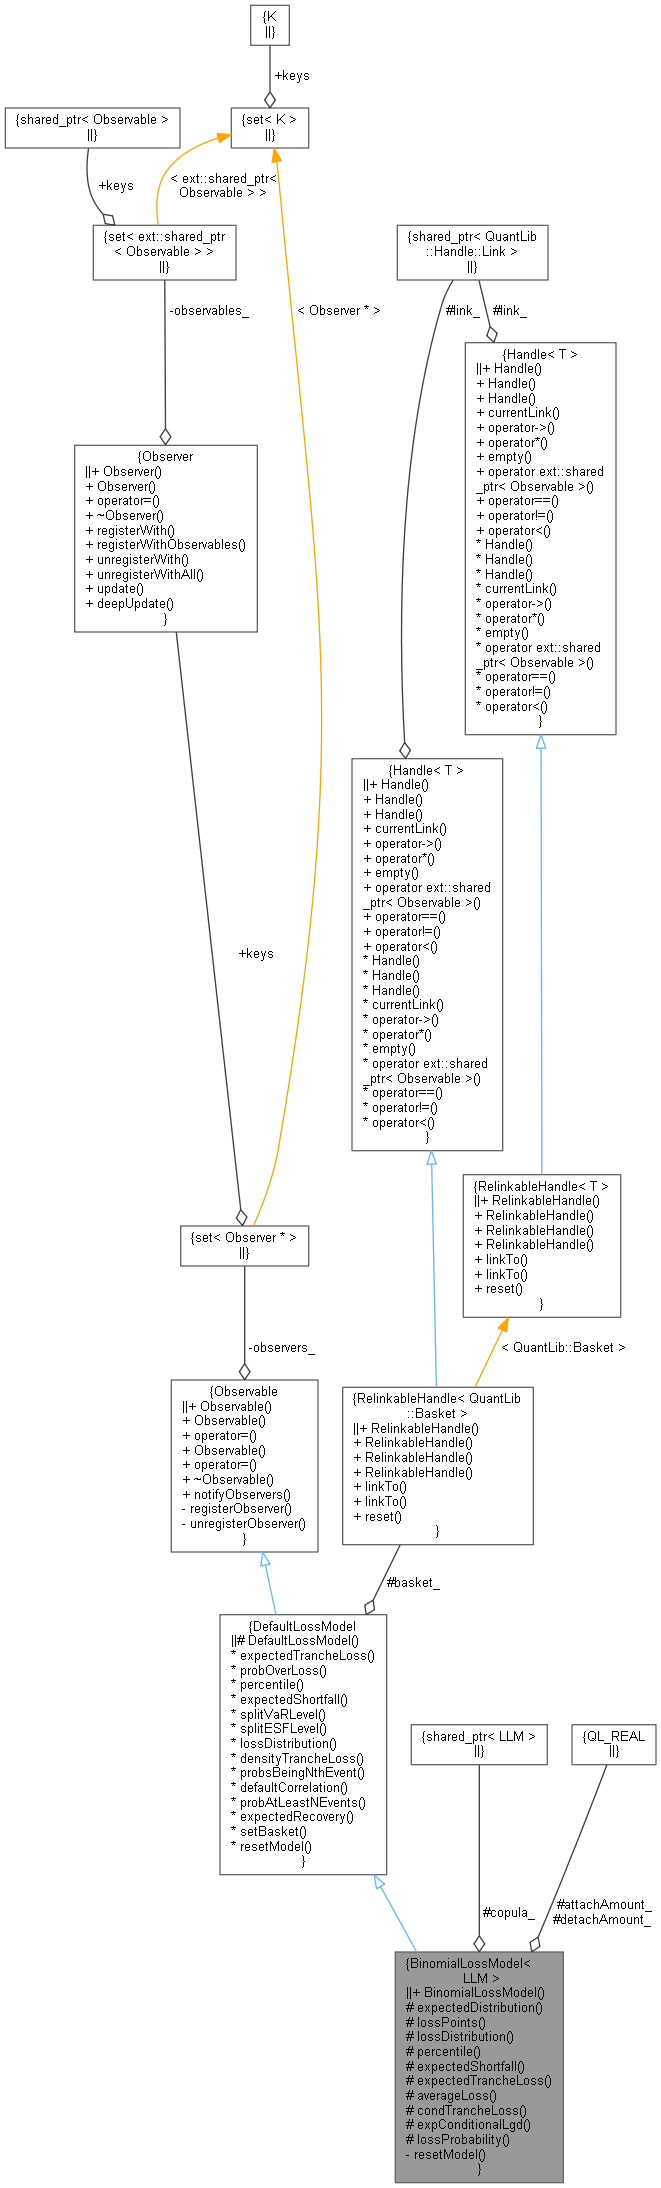 {K
||}
+keys
{shared_ptr< Observable >
||}
{set< K >
||}
+keys
< ext::shared_ptr<
Observable > >
{set< ext::shared_ptr
< Observable > >
||}
{shared_ptr< QuantLib
::Handle::Link >
||}
-observables_
< Observer * >
#link_
#link_
{Handle< T >
||+ Handle()
+ Handle()
+ Handle()
+ currentLink()
+ operator->()
+ operator*()
+ empty()
+ operator ext::shared
_ptr< Observable >()
+ operator==()
+ operator!=()
+ operator<()
* Handle()
* Handle()
* Handle()
* currentLink()
* operator->()
* operator*()
* empty()
* operator ext::shared
_ptr< Observable >()
* operator==()
* operator!=()
* operator<()
}
{Observer
||+ Observer()
+ Observer()
+ operator=()
+ ~Observer()
+ registerWith()
+ registerWithObservables()
+ unregisterWith()
+ unregisterWithAll()
+ update()
+ deepUpdate()
}
{Handle< T >
||+ Handle()
+ Handle()
+ Handle()
+ currentLink()
+ operator->()
+ operator*()
+ empty()
+ operator ext::shared
_ptr< Observable >()
+ operator==()
+ operator!=()
+ operator<()
* Handle()
* Handle()
* Handle()
* currentLink()
* operator->()
* operator*()
* empty()
* operator ext::shared
_ptr< Observable >()
* operator==()
* operator!=()
* operator<()
}
+keys
{RelinkableHandle< T >
||+ RelinkableHandle()
+ RelinkableHandle()
+ RelinkableHandle()
+ RelinkableHandle()
+ linkTo()
+ linkTo()
+ reset()
}
{set< Observer * >
||}
-observers_
< QuantLib::Basket >
{Observable
||+ Observable()
+ Observable()
+ operator=()
+ Observable()
+ operator=()
+ ~Observable()
+ notifyObservers()
- registerObserver()
- unregisterObserver()
}
{RelinkableHandle< QuantLib
::Basket >
||+ RelinkableHandle()
+ RelinkableHandle()
+ RelinkableHandle()
+ RelinkableHandle()
+ linkTo()
+ linkTo()
+ reset()
}
#basket_
{DefaultLossModel
||# DefaultLossModel()
* expectedTrancheLoss()
* probOverLoss()
* percentile()
* expectedShortfall()
* splitVaRLevel()
* splitESFLevel()
* lossDistribution()
* densityTrancheLoss()
* probsBeingNthEvent()
* defaultCorrelation()
* probAtLeastNEvents()
* expectedRecovery()
* setBasket()
* resetModel()
}
{shared_ptr< LLM >
||}
{QL_REAL
||}
#copula_
#attachAmount_
#detachAmount_
{BinomialLossModel<
LLM >
||+ BinomialLossModel()
# expectedDistribution()
# lossPoints()
# lossDistribution()
# percentile()
# expectedShortfall()
# expectedTrancheLoss()
# averageLoss()
# condTrancheLoss()
# expConditionalLgd()
# lossProbability()
- resetModel()
}